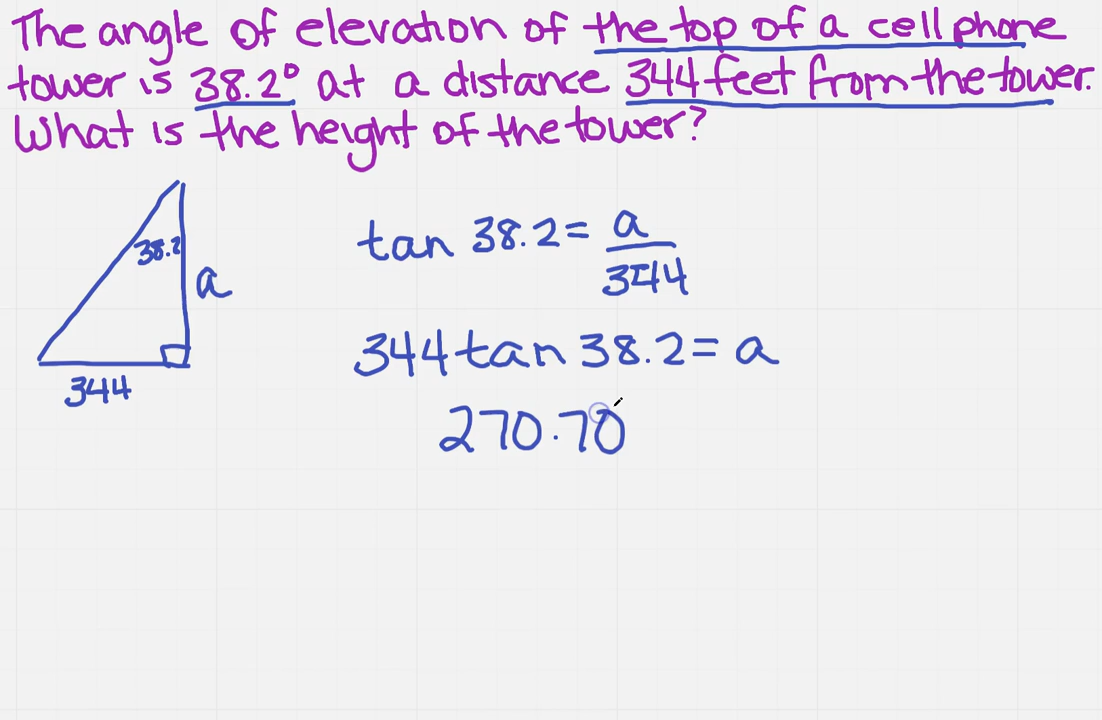 The angle of elevation of the top of a cell phone
tower is 38.2° at a distance 344 feet from the tower.
What is the height of the tower?
38.2
a
344
tan 38.2 = a/344
344 tan 38.2 = a
270.70